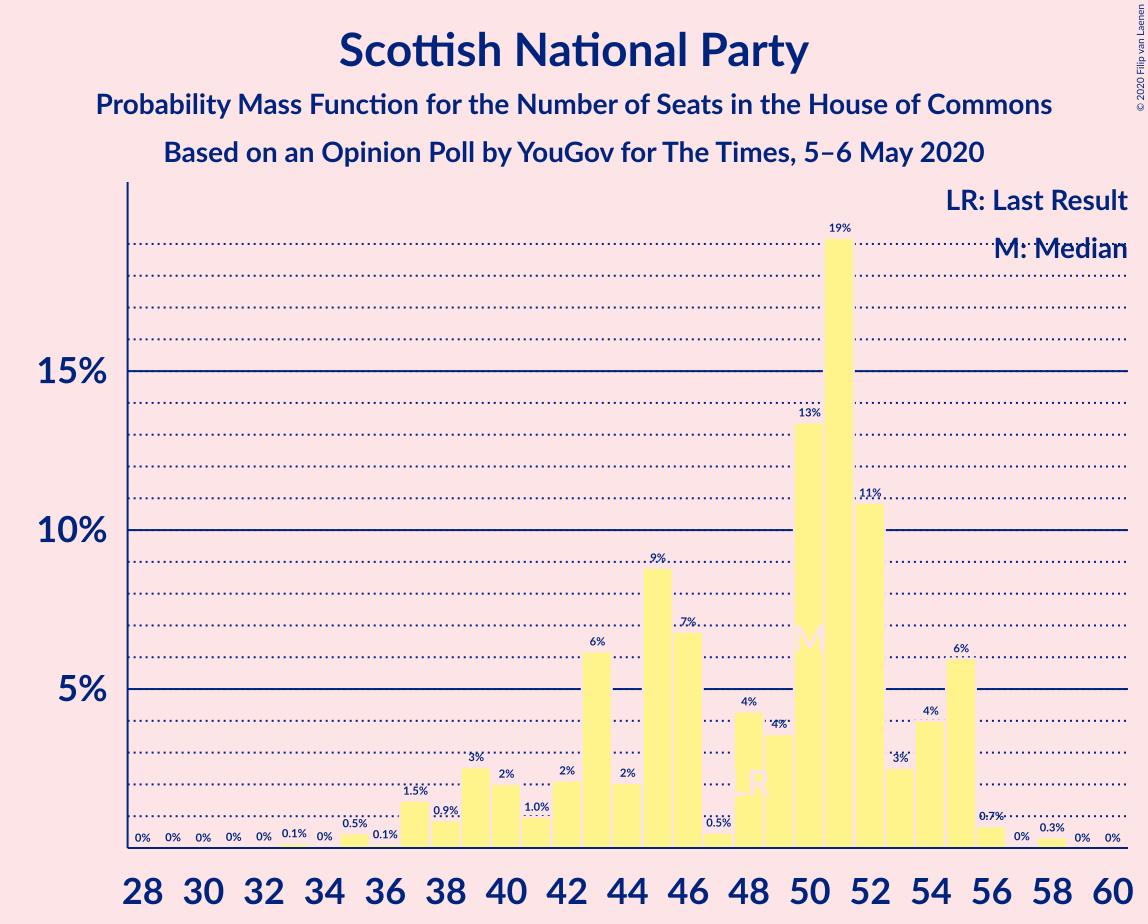 © 2020 Filip van Laenen
Scottish National Party
Probability Mass Function for the Number of Seats in the House of Commons
Based on an Opinion Poll by YouGov for The Times, 5–6 May 2020
LR: Last Result
M: Median
15%
10%
5%
0% 0% 0% 0% 0% 0.1% 0% 0.5% 0.1% 1.5% 0.9% 3% 2% 1.0% 2% 6% 2% 9% 7% 0.5% 4% 4% 13% 19% 11% 3% 4% 6% 0.7% 0% 0.3% 0% 0%
M
LR
28 30 32 34 36 38 40 42 44 46 48 50 52 54 56 58 60